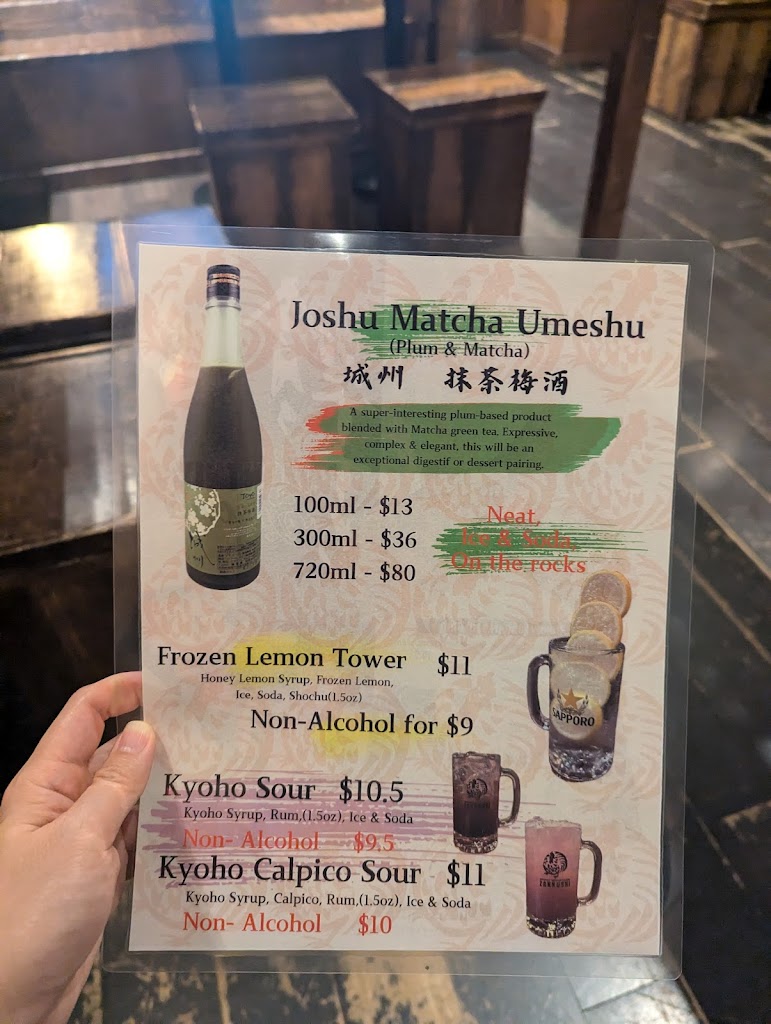 Joshu Matcha Umeshu
(Plum & Matcha)
城州 抹茶梅酒
A super-interesting plum-based product
blended with Matcha green tea. Expressive,
complex & elegant, this will be an
exceptional digestif or dessert pairing.
100ml - $13
300ml - $36
720ml - $80
Neat,
Ice & Soda,
On the rocks
Frozen Lemon Tower $11
Honey Lemon Syrup, Frozen Lemon,
Ice, Soda, Shochu(1.5oz)
Non-Alcohol for $9
SAPPORO
Kyoho Sour $10.5
Kyoho Syrup, Rum,(1.5oz), Ice & Soda
Non- Alcohol $9.5
Kyoho Calpico Sour $11
Kyoho Syrup, Calpico, Rum,(1.5oz), Ice & Soda
Non- Alcohol $10